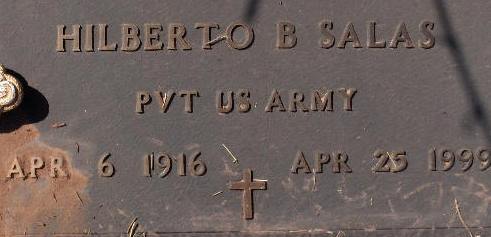 HILBERTO B SALAS
PVT US ARMY
APR 6 1916 APR 25 1999